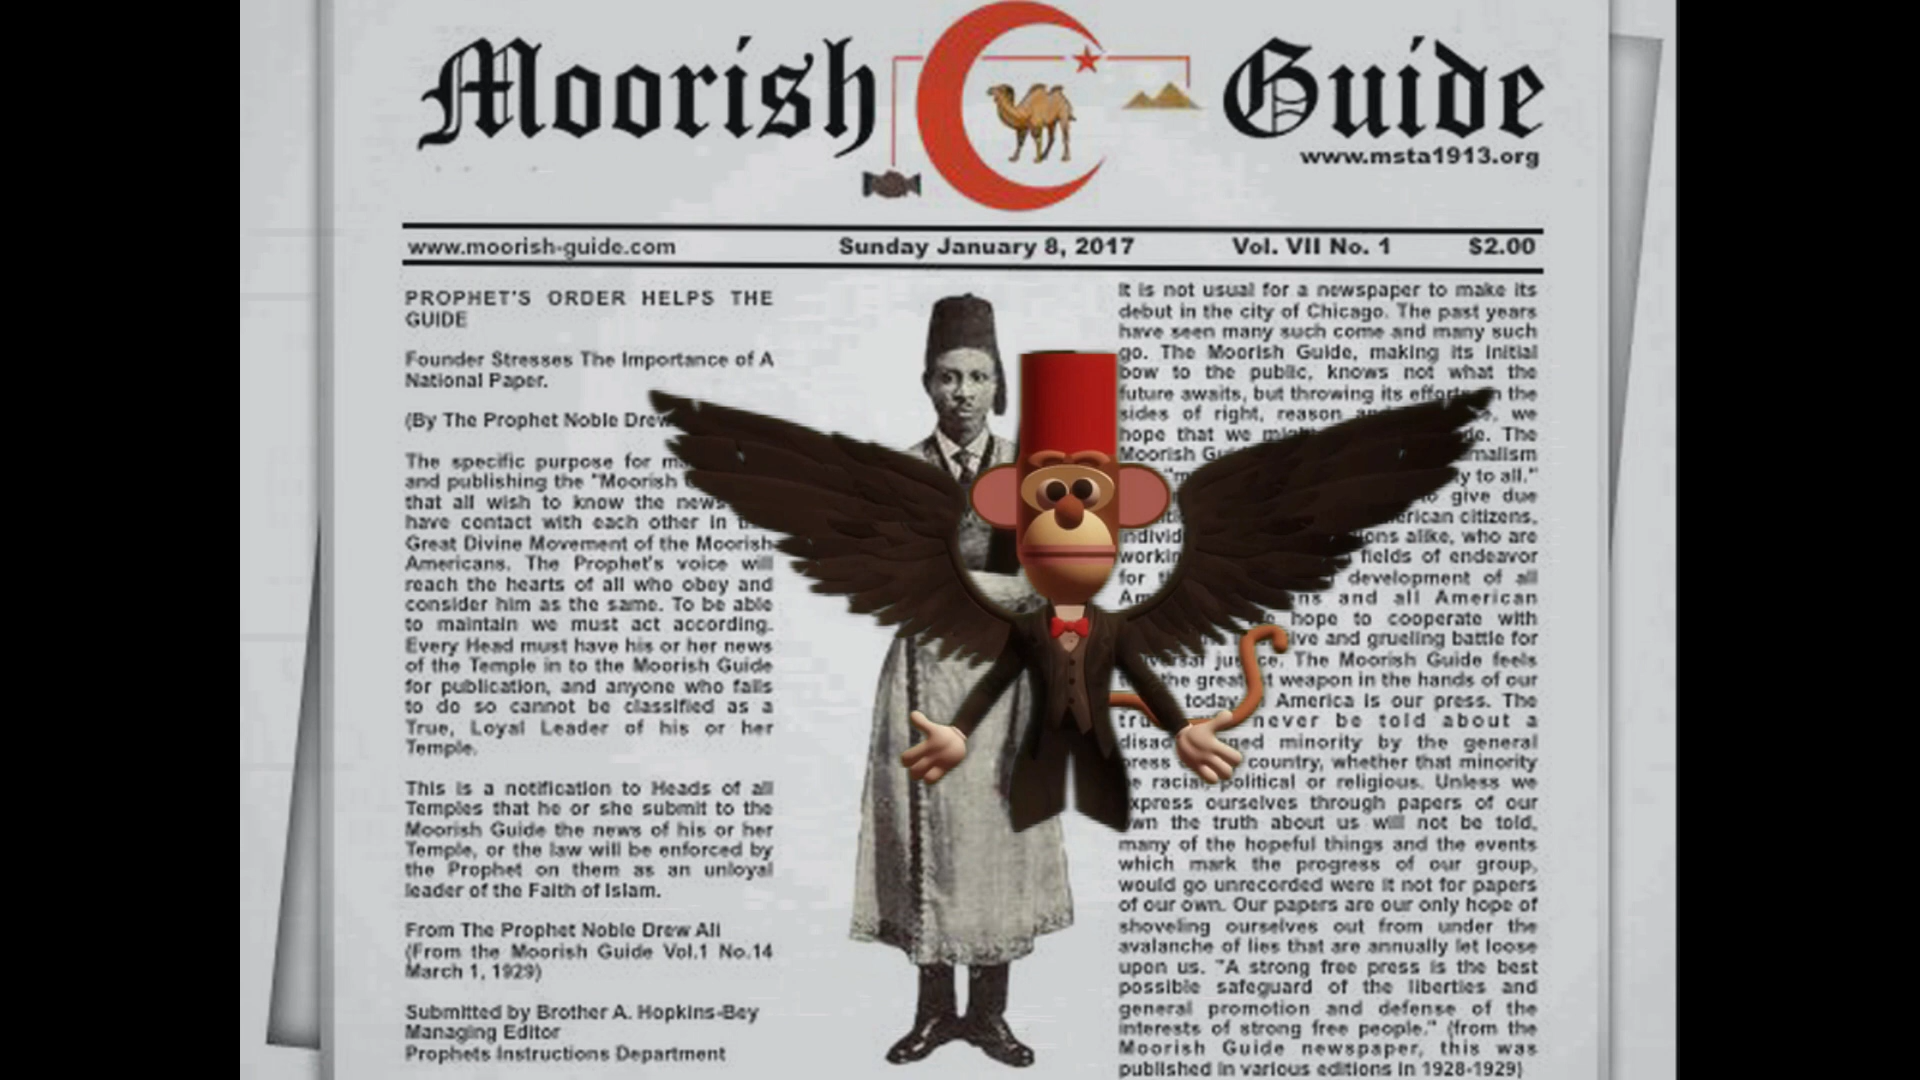 Moorish Guide
www.msta1913.org
www.moorish-guide.com Sunday January 8, 2017 Vol. VII No. 1 $2.00
PROPHET'S ORDER HELPS THE
GUIDE
Founder Stresses The Importance of A
National Paper.
(By The Prophet Noble Drew
The specific purpose for
and publishing the "Moorish
that all wish to know the news
have contact with each other in
Great Divine Movement of the Moorish
Americans. The Prophet's voice will
reach the hearts of all who obey and
consider him as the same. To be able
to maintain we must act according.
Every Head must have his or her news
of the Temple in to the Moorish Guide
for publication, and anyone who fails
to do so cannot be classified as a
True, Loyal Leader of his or her
Temple.
This is a notification to Heads of all
Temples that he or she submit to the
Moorish Guide the news of his or her
Temple, or the law will be enforced by
the Prophet on them as an unloyal
leader of the Faith of Islam.
From The Prophet Noble Drew Ali
(From the Moorish Guide Vol.1 No.14
March 1, 1929)
Submitted by Brother A. Hopkins-Bey
Managing Editor
Prophets Instructions Department
It is not usual for a newspaper to make its
debut in the city of Chicago. The past years
have seen many such come and many such
go. The Moorish Guide, making its initial
bow to the public, knows not what the
future awaits, but throwing its efforts the
sides of right, reason we
hope that we The
Moorish
to all."
to give due
citizens,
alike, who are
fields of endeavor
for development of all
and all American
hope to cooperate with
and grueling battle for
The Moorish Guide feels
the greatest weapon in the hands of our
today America is our press. The
never be told about a
minority by the general
press country, whether that minority
racial, political or religious. Unless we
express ourselves through papers of our
own the truth about us will not be told,
many of the hopeful things and the events
which mark the progress of our group,
would go unrecorded were it not for papers
of our own. Our papers are our only hope of
shoveling ourselves out from under the
avalanche of lies that are annually let loose
upon us. "A strong free press is the best
possible safeguard of the liberties and
general promotion and defense of the
interests of strong free people." (from the
Moorish Guide newspaper, this was
published in various editions in 1928-1929)